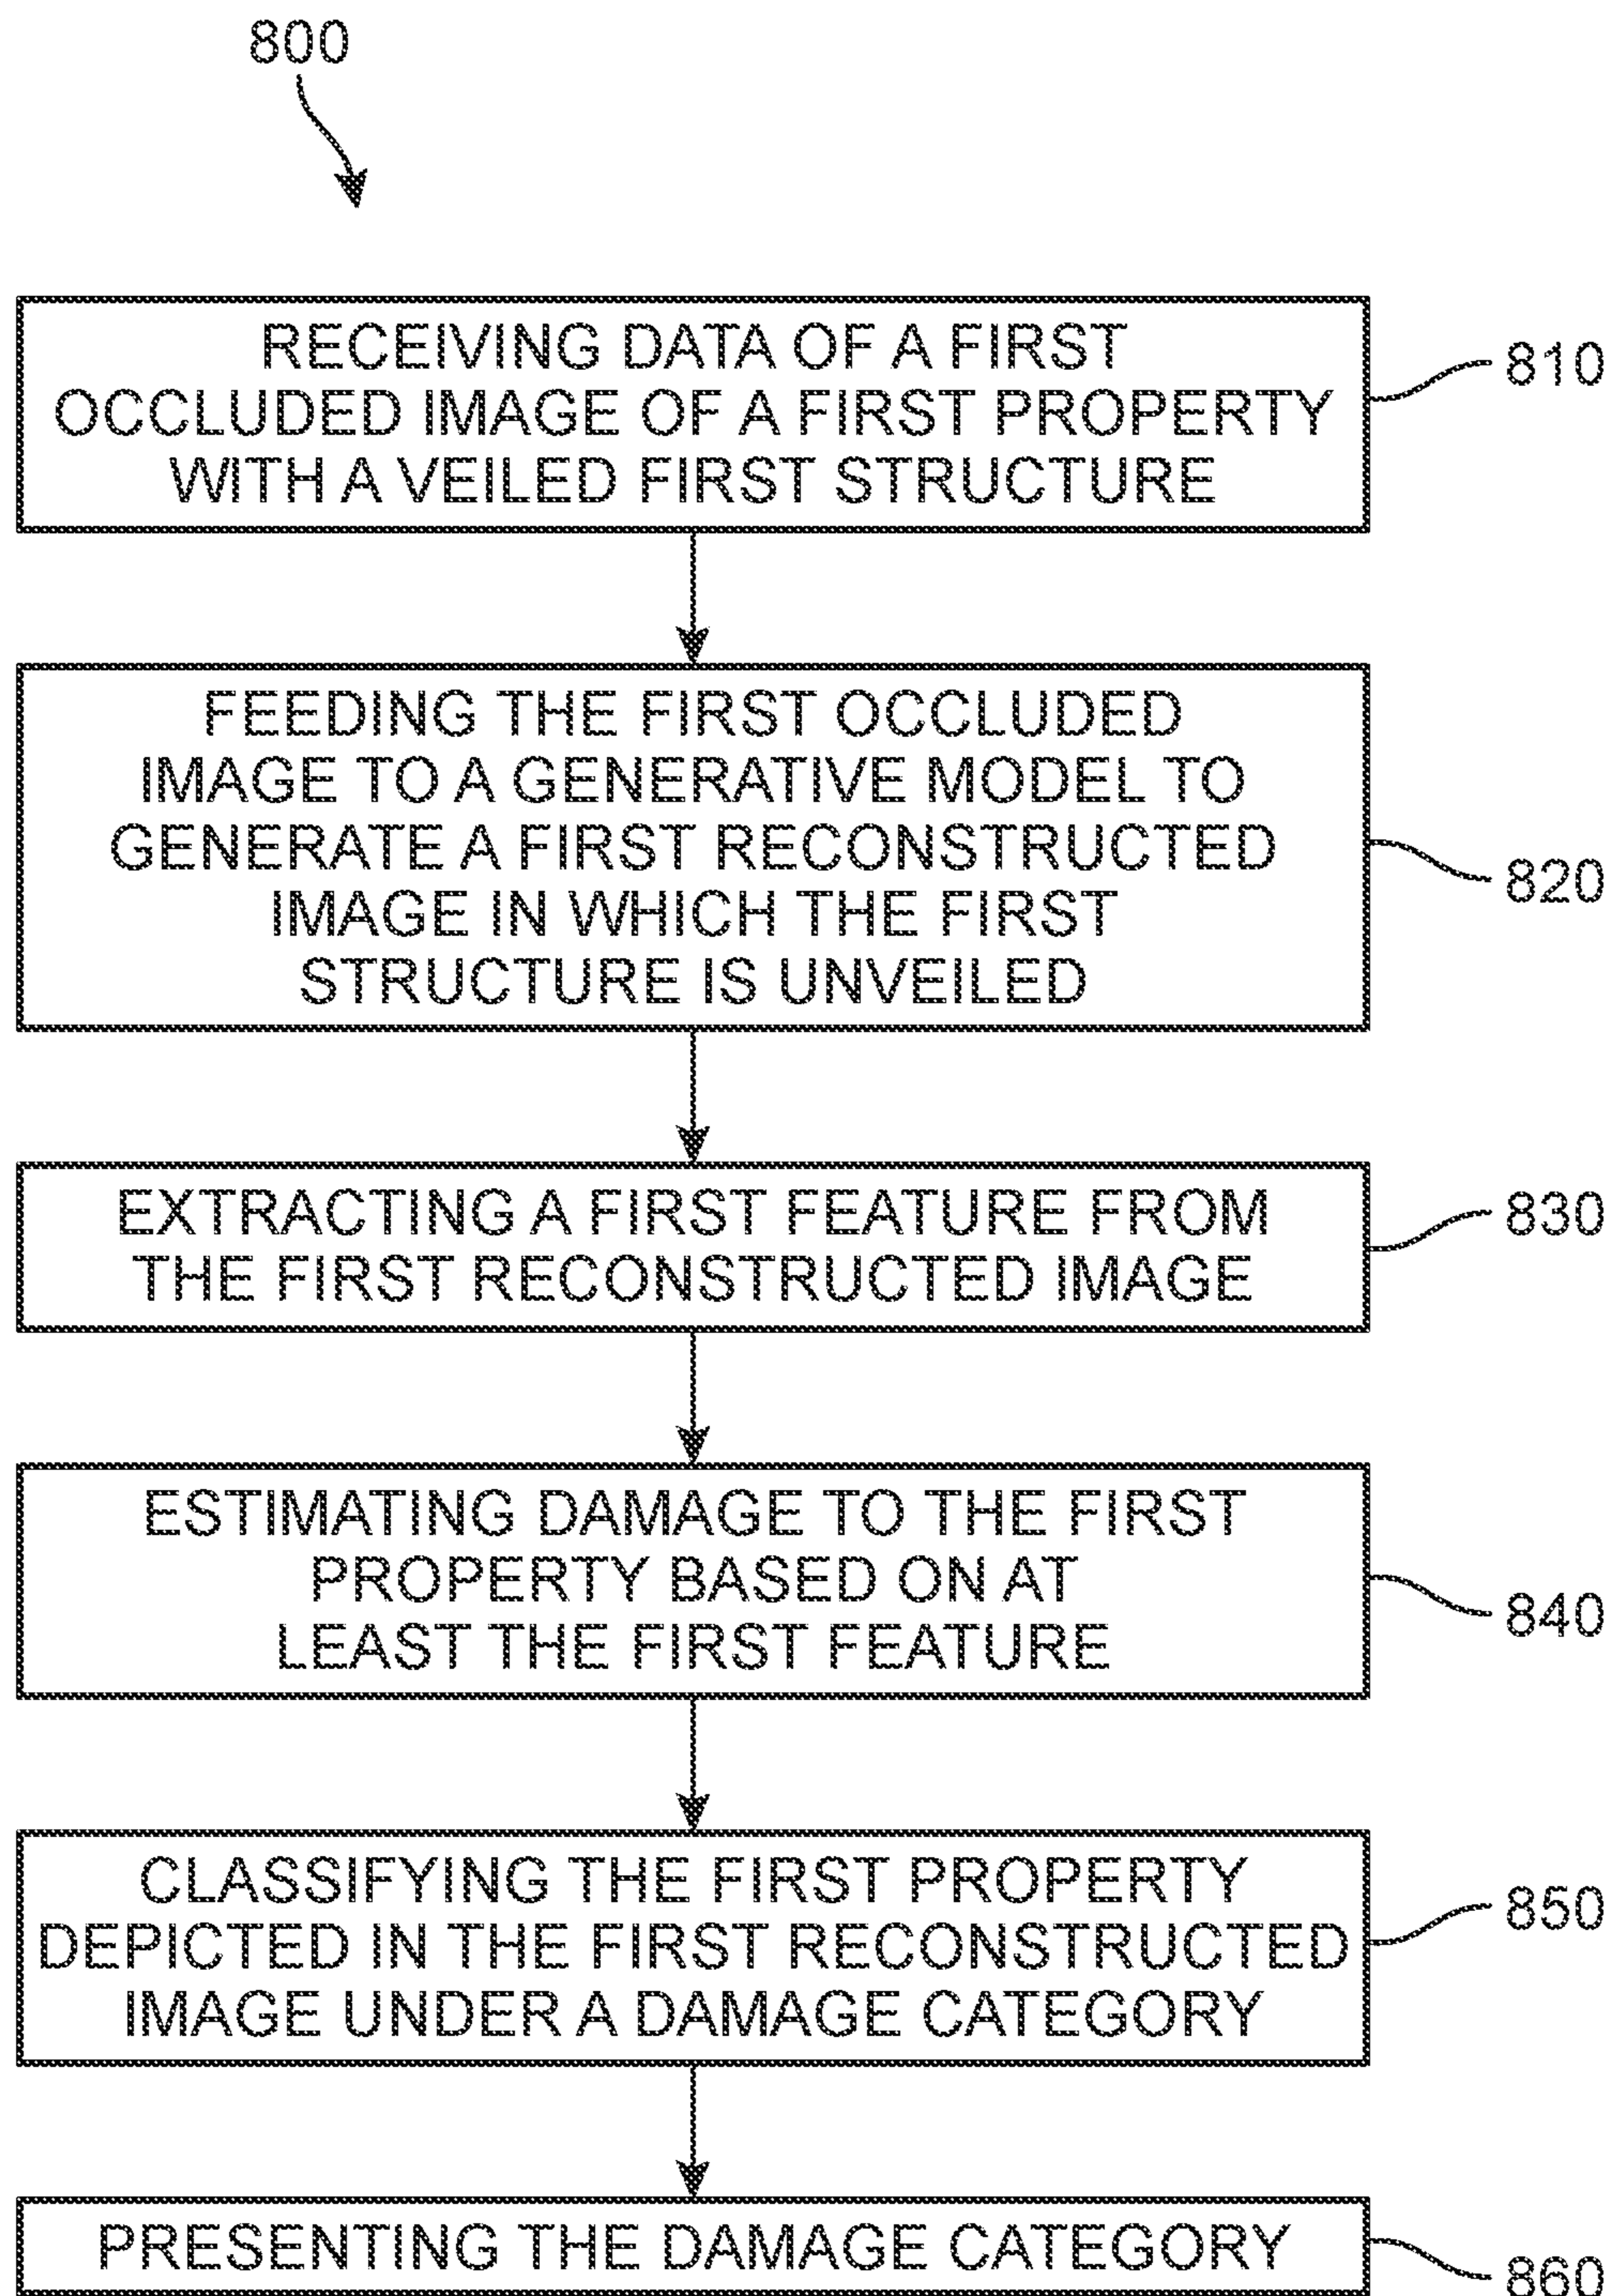 800
RECEIVING DATA OF A FIRST
OCCLUDED IMAGE OF A FIRST PROPERTY
WITH A VEILED FIRST STRUCTURE
810
FEEDING THE FIRST OCCLUDED
IMAGE TO A GENERATIVE MODEL TO
GENERATE A FIRST RECONSTRUCTED
IMAGE IN WHICH THE FIRST
STRUCTURE IS UNVEILED
820
EXTRACTING A FIRST FEATURE FROM
THE FIRST RECONSTRUCTED IMAGE
830
ESTIMATING DAMAGE TO THE FIRST
PROPERTY BASED ON AT
LEAST THE FIRST FEATURE
840
CLASSIFYING THE FIRST PROPERTY
DEPICTED IN THE FIRST RECONSTRUCTED
IMAGE UNDER A DAMAGE CATEGORY
850
PRESENTING THE DAMAGE CATEGORY
860